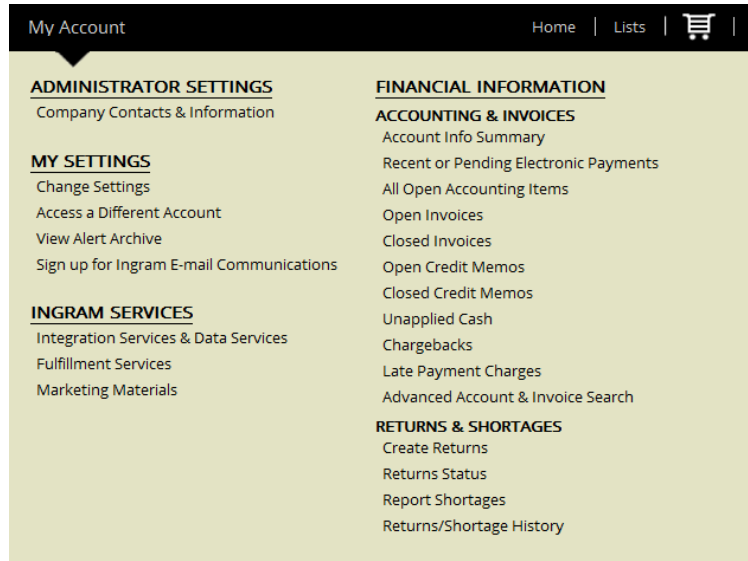 My Account
Home | Lists | |
ADMINISTRATOR SETTINGS
Company Contacts & Information
MY SETTINGS
Change Settings
Access a Different Account
View Alert Archive
Sign up for Ingram E-mail Communications
INGRAM SERVICES
Integration Services & Data Services
Fulfillment Services
Marketing Materials
FINANCIAL INFORMATION
ACCOUNTING & INVOICES
Account Info Summary
Recent or Pending Electronic Payments
All Open Accounting Items
Open Invoices
Closed Invoices
Open Credit Memos
Closed Credit Memos
Unapplied Cash
Chargebacks
Late Payment Charges
Advanced Account & Invoice Search
RETURNS & SHORTAGES
Create Returns
Returns Status
Report Shortages
Returns/Shortage History